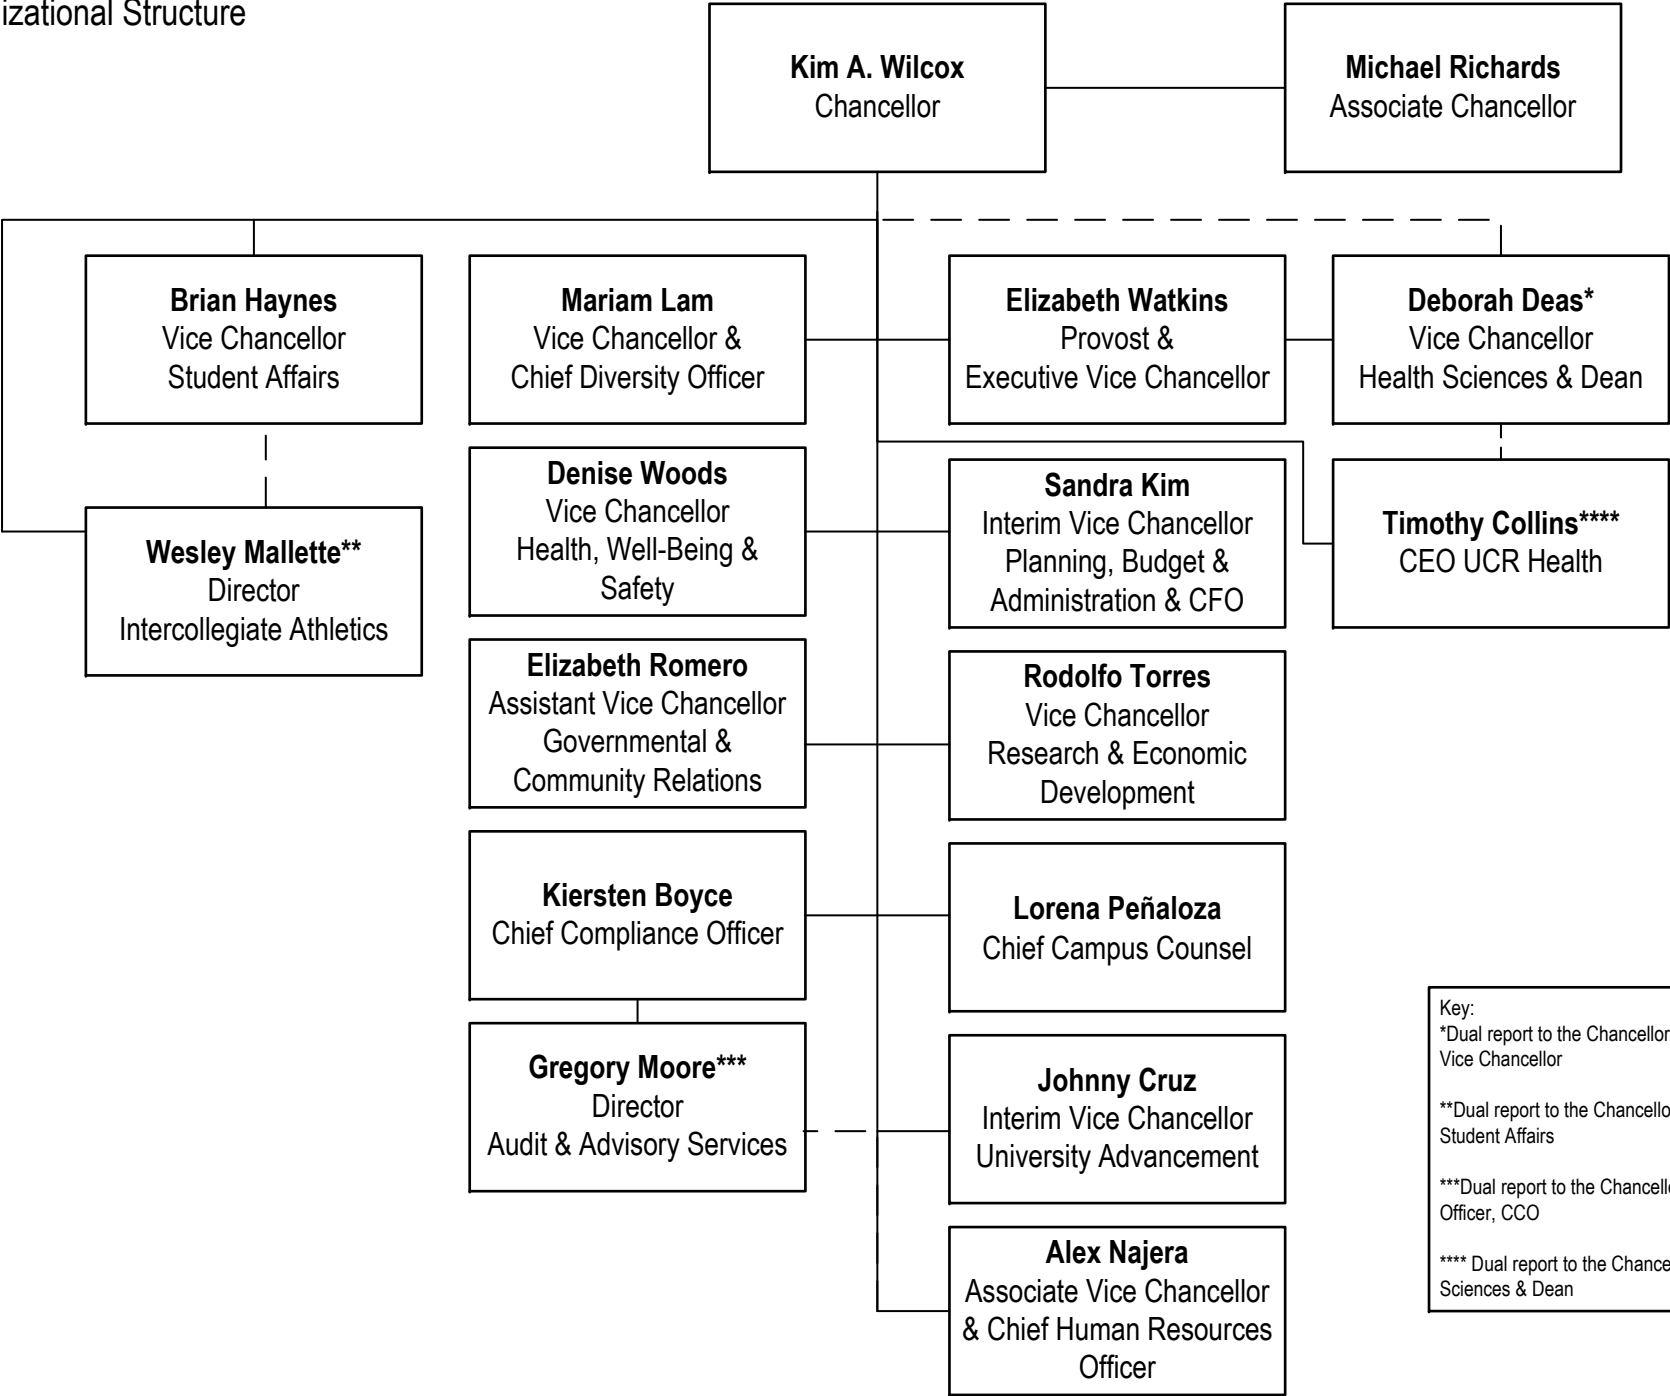 izational Structure
Kim A. Wilcox
Chancellor
Michael Richards
Associate Chancellor
Brian Haynes
Vice Chancellor
Student Affairs
Mariam Lam
Vice Chancellor &
Chief Diversity Officer
Elizabeth Watkins
Provost &
Executive Vice Chancellor
Deborah Deas*
Vice Chancellor
Health Sciences & Dean
Wesley Mallette**
Director
Intercollegiate Athletics
Denise Woods
Vice Chancellor
Health, Well-Being &
Safety
Sandra Kim
Interim Vice Chancellor
Planning, Budget &
Administration & CFO
Timothy Collins****
CEO UCR Health
Elizabeth Romero
Assistant Vice Chancellor
Governmental &
Community Relations
Rodolfo Torres
Vice Chancellor
Research & Economic
Development
Kiersten Boyce
Chief Compliance Officer
Lorena Peñaloza
Chief Campus Counsel
Gregory Moore***
Director
Audit & Advisory Services
Johnny Cruz
Interim Vice Chancellor
University Advancement
Alex Najera
Associate Vice Chancellor
& Chief Human Resources
Officer
Key:
*Dual report to the Chancellor
Vice Chancellor
**Dual report to the Chancello
Student Affairs
***Dual report to the Chancell
Officer, CCO
**** Dual report to the Chance
Sciences & Dean